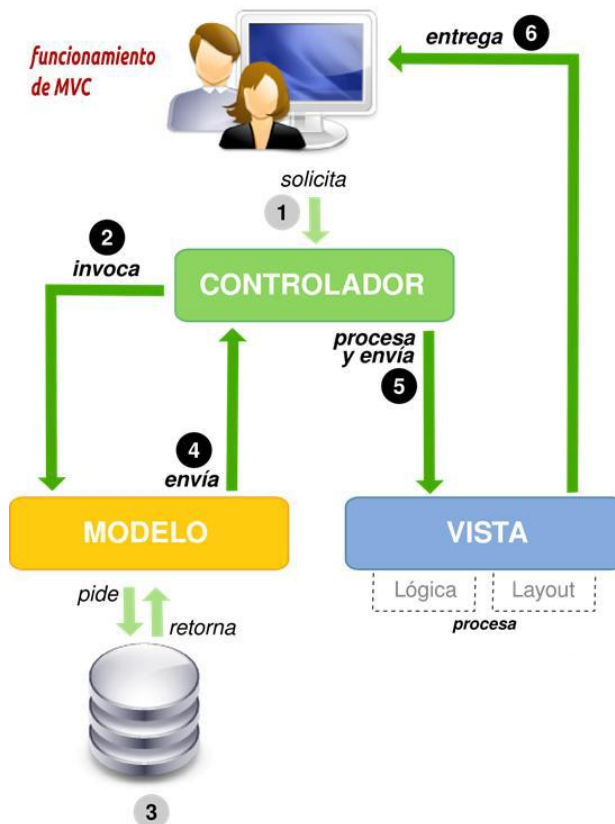 funcionamiento
de MVC
entrega 6
solicita
1
2
invoca
CONTROLADOR
procesa
y envía
5
4
envía
MODELO
VISTA
Lógica
Layout
procesa
pide
retorna
3